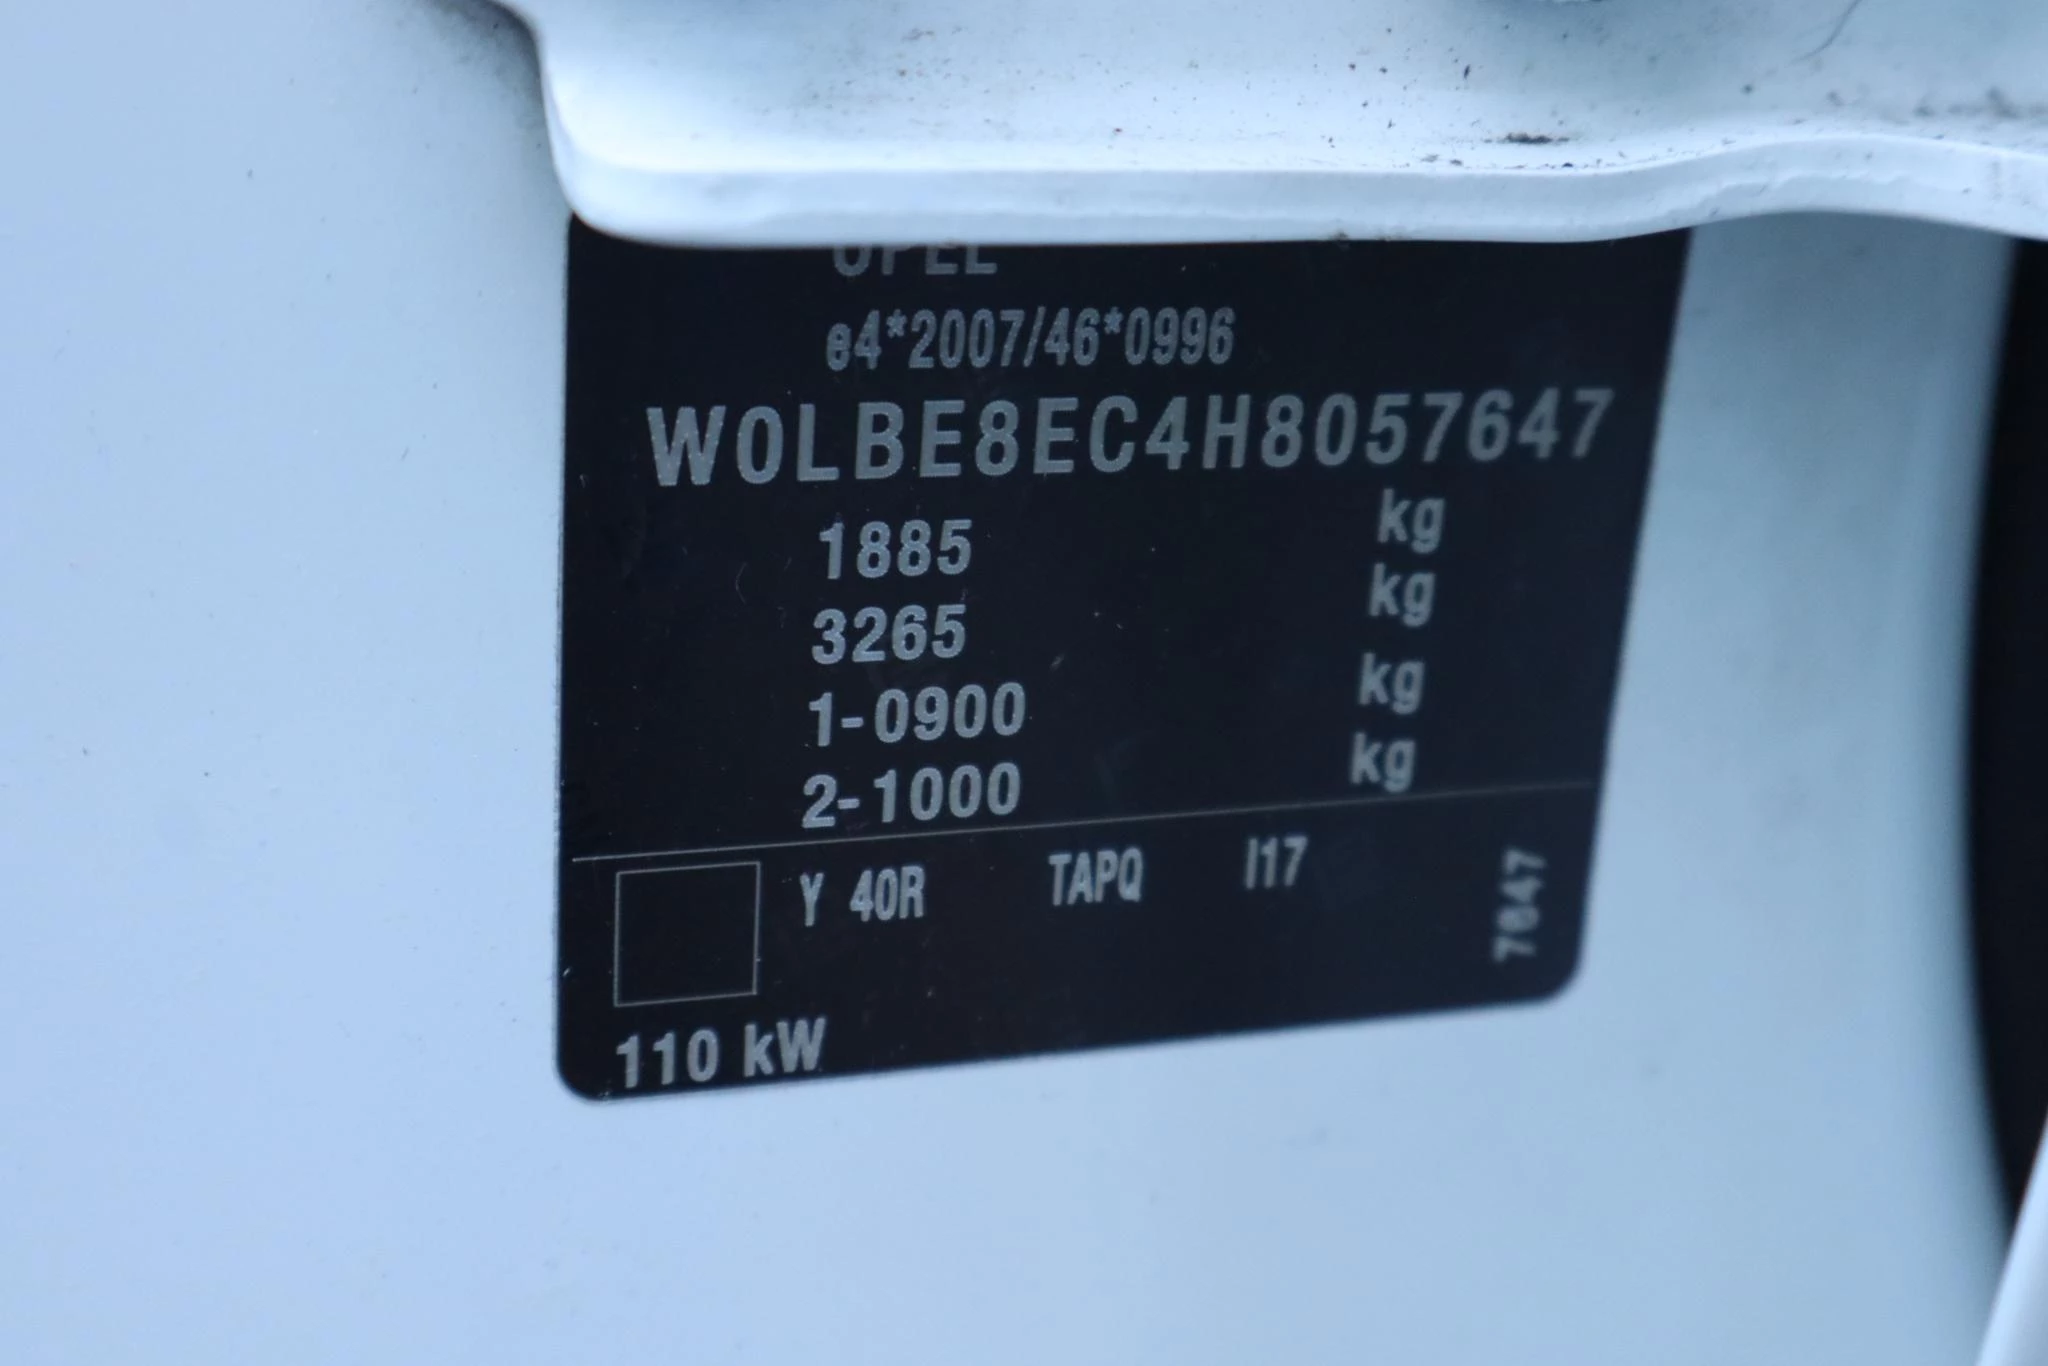 OPEL
e4*2007/46*0996
W0LBE8EC4H8057647
1885 kg
3265 kg
1-0900 kg
2-1000 kg
Y 40R TAPQ I17
7647
110 kW